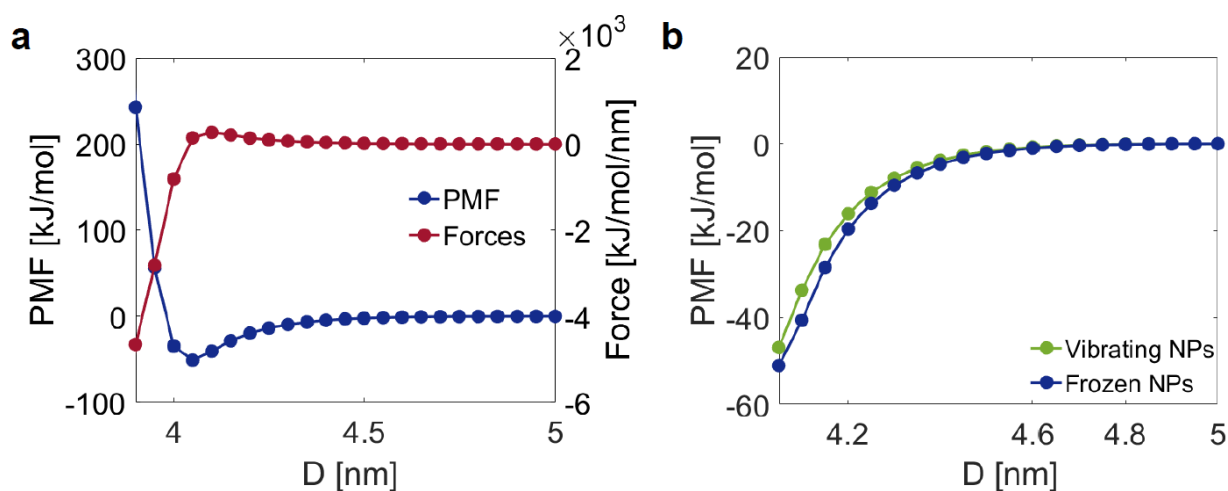 a
×10³
300
200
100
0
-100
PMF [kJ/mol]
4
4.5
5
D [nm]
2
0
-2
-4
-6
Force [kJ/mol/nm]
PMF
Forces
b
20
0
-20
-40
-60
PMF [kJ/mol]
4.2
4.4
4.6
4.8
5
D [nm]
Vibrating NPs
Frozen NPs